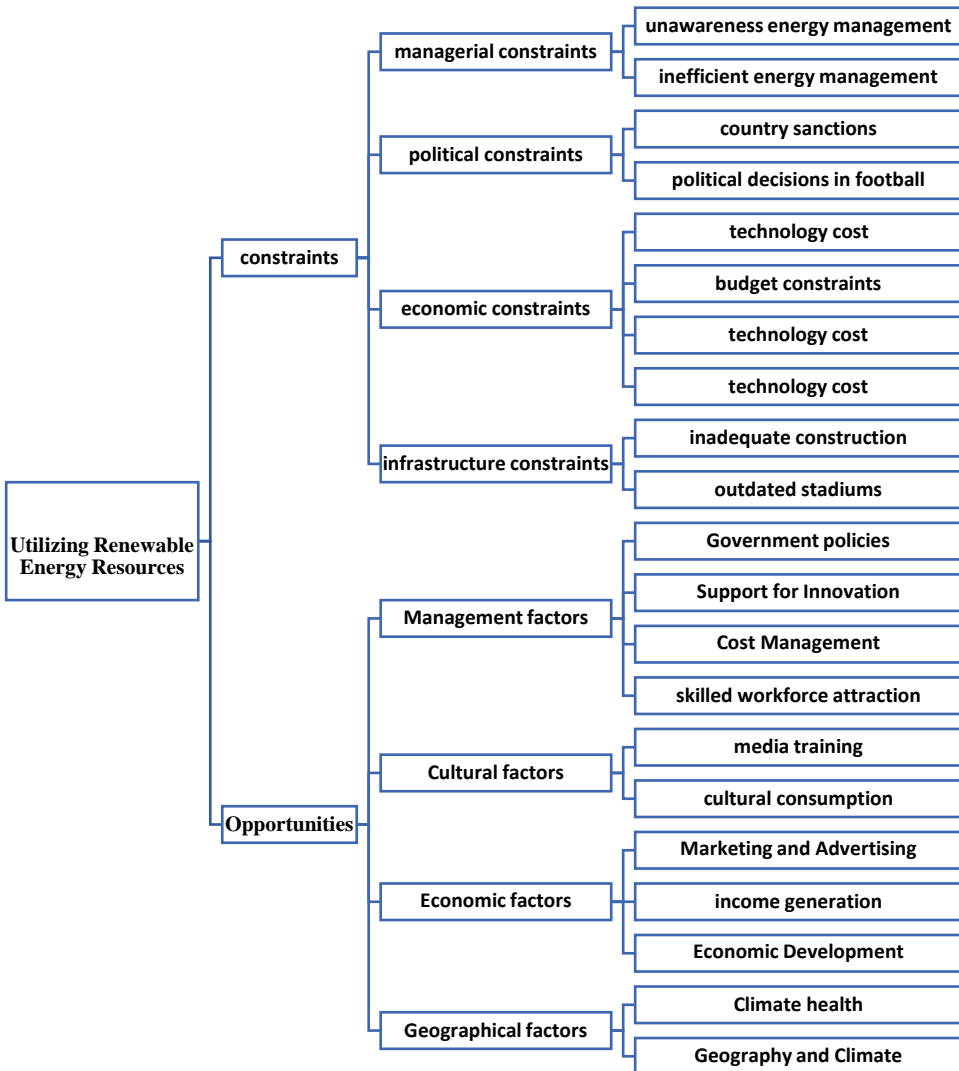 Utilizing Renewable
Energy Resources
constraints
managerial constraints
unawareness energy management
inefficient energy management
political constraints
country sanctions
political decisions in football
economic constraints
technology cost
budget constraints
technology cost
technology cost
infrastructure constraints
inadequate construction
outdated stadiums
Opportunities
Management factors
Government policies
Support for Innovation
Cost Management
skilled workforce attraction
Cultural factors
media training
cultural consumption
Economic factors
Marketing and Advertising
income generation
Economic Development
Geographical factors
Climate health
Geography and Climate